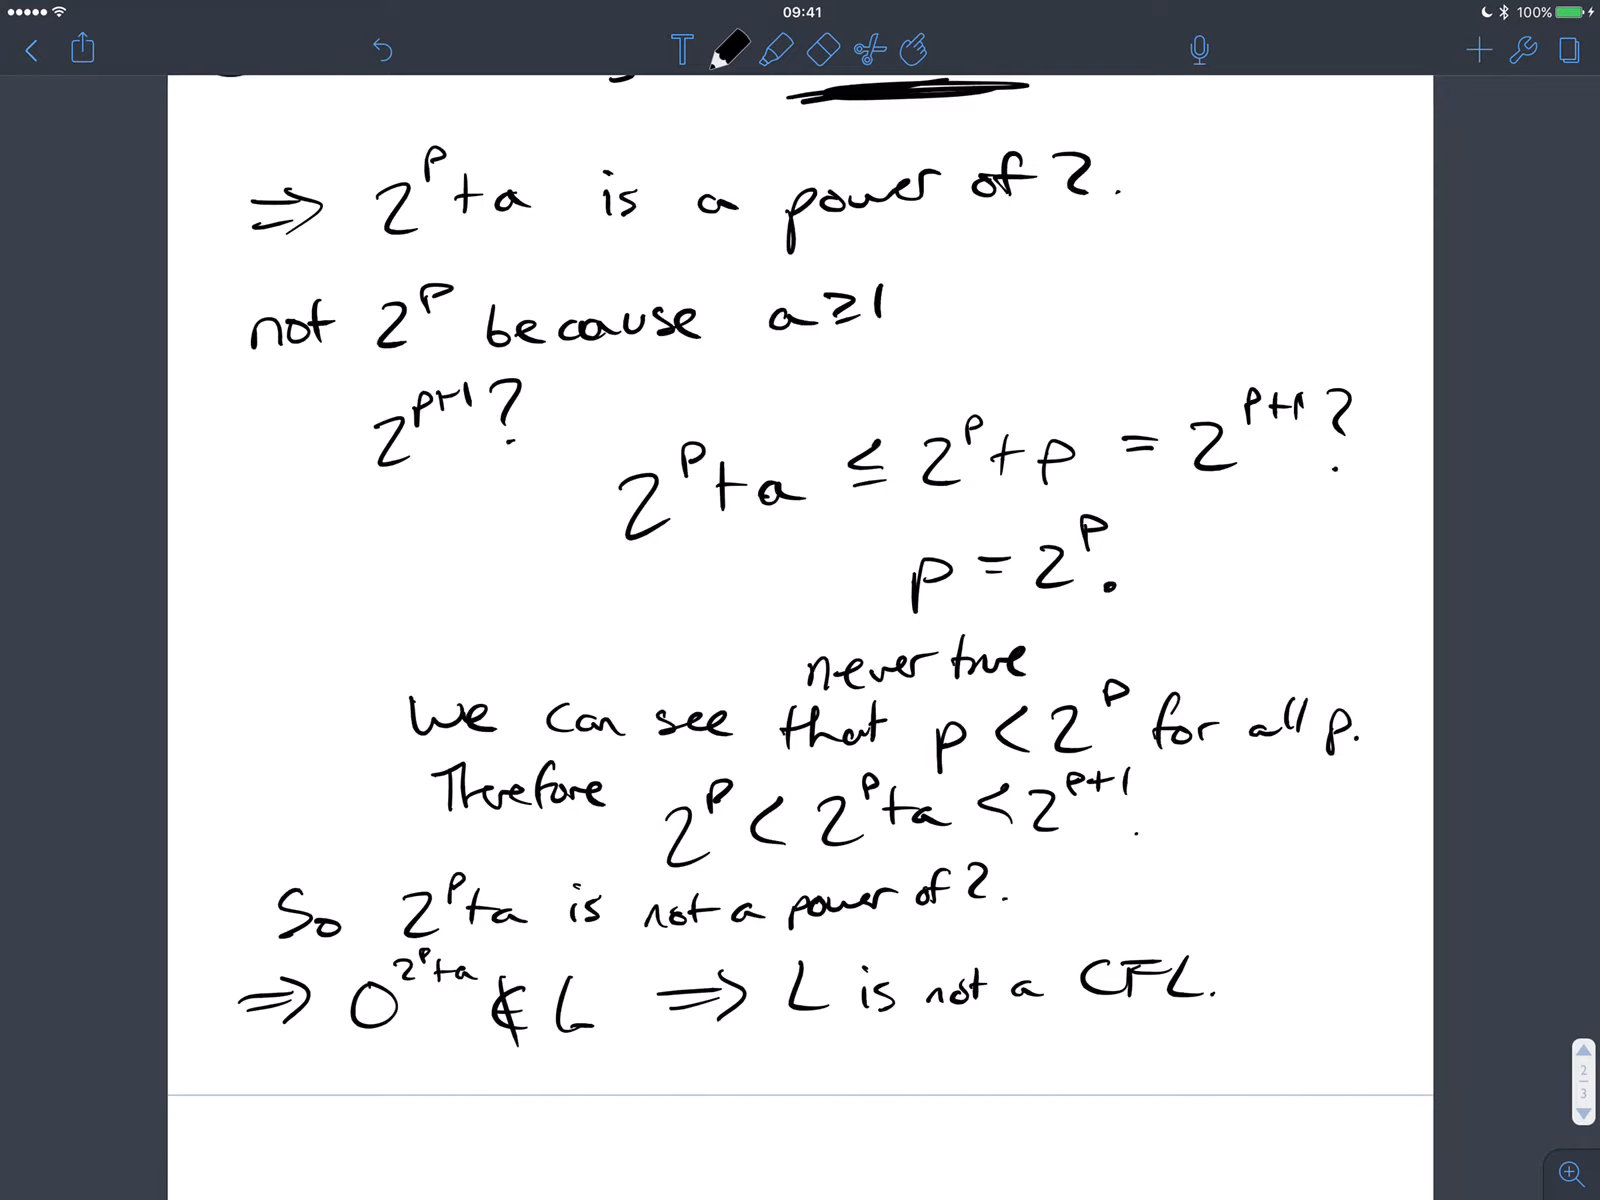 09:41
100%
T
⇒ 2^p+a is a power of 2.
not 2^p because a≥1
2^{p+1}?
2^p+a ≤ 2^p+p = 2^{p+1}?
p = 2^p.
never true
We can see that p < 2^p for all p.
Therefore 2^p < 2^p+a < 2^{p+1}.
So 2^p+a is not a power of 2.
⇒ 0^{2^p+a} ∉ L ⇒ L is not a CFL.
2
3